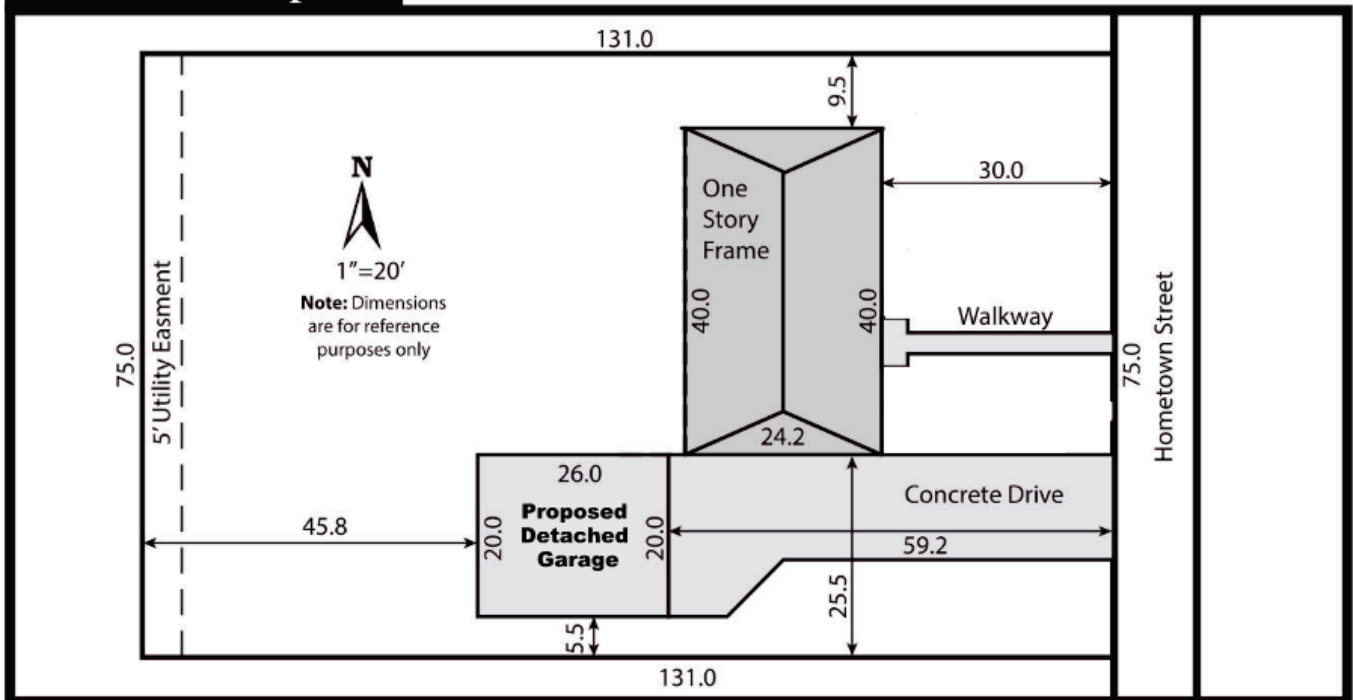 131.0
9.5
N
1”=20’
Note: Dimensions
are for reference
purposes only
One
Story
Frame
30.0
40.0
40.0
Walkway
75.0
5’ Utility Easment
75.0
Hometown Street
24.2
26.0
Proposed
Detached
Garage
20.0
20.0
45.8
Concrete Drive
59.2
25.5
5.5
131.0